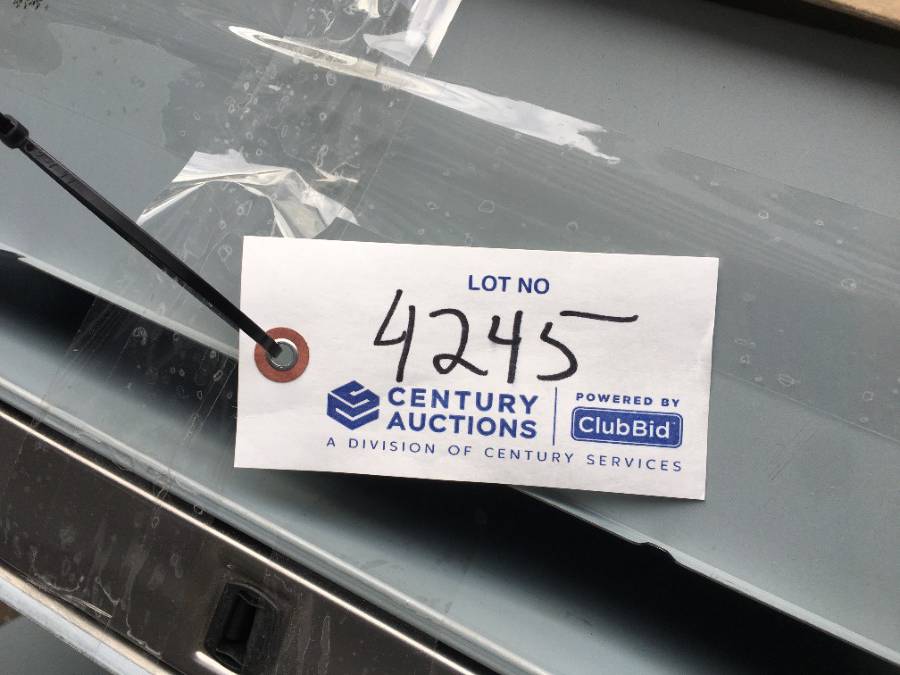 LOT NO
4245
CENTURY
AUCTIONS
POWERED BY
ClubBid
A DIVISION OF CENTURY SERVICES